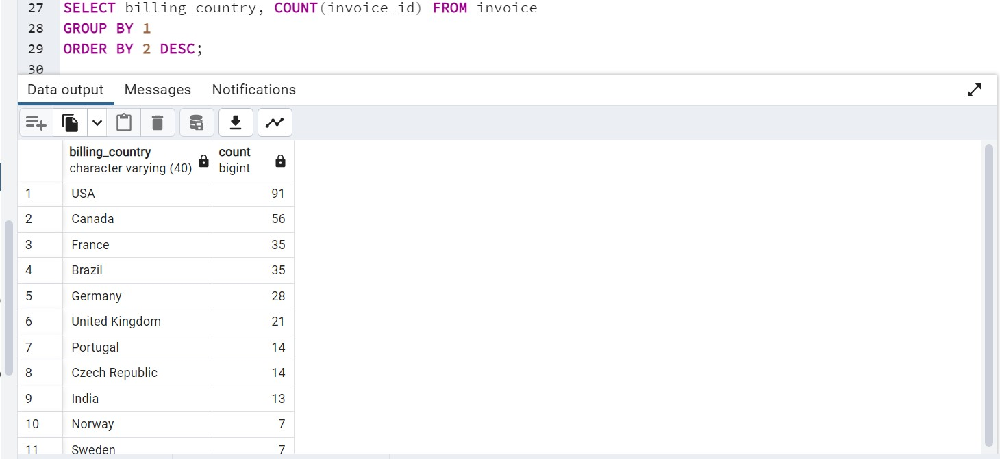 27 SELECT billing_country, COUNT(invoice_id) FROM invoice
28 GROUP BY 1
29 ORDER BY 2 DESC;
30
Data output Messages Notifications
billing_country count
character varying (40) bigint
1 USA 91
2 Canada 56
3 France 35
4 Brazil 35
5 Germany 28
6 United Kingdom 21
7 Portugal 14
8 Czech Republic 14
9 India 13
10 Norway 7
11 Sweden 7